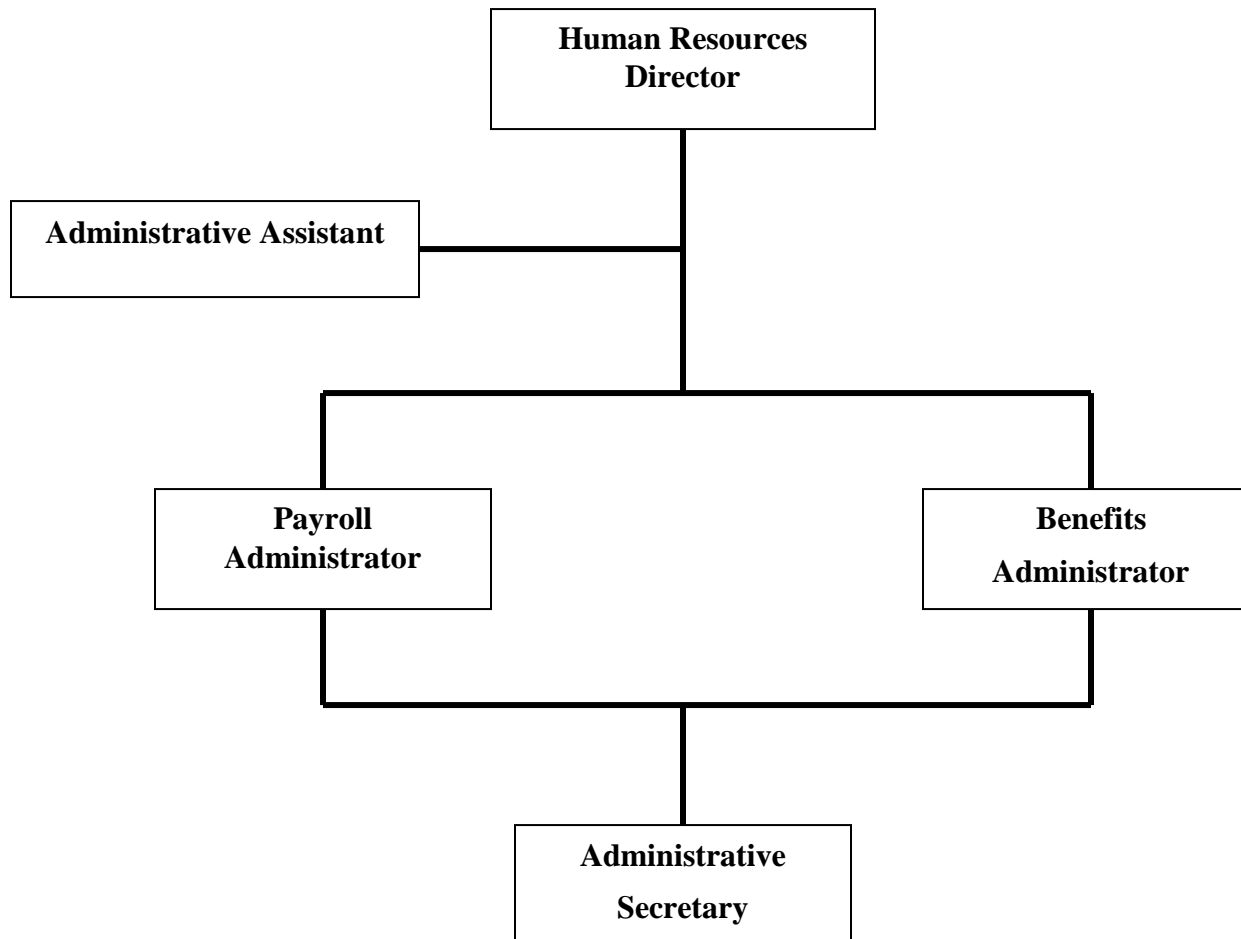 Human Resources
Director
Administrative Assistant
Payroll
Administrator
Benefits
Administrator
Administrative
Secretary